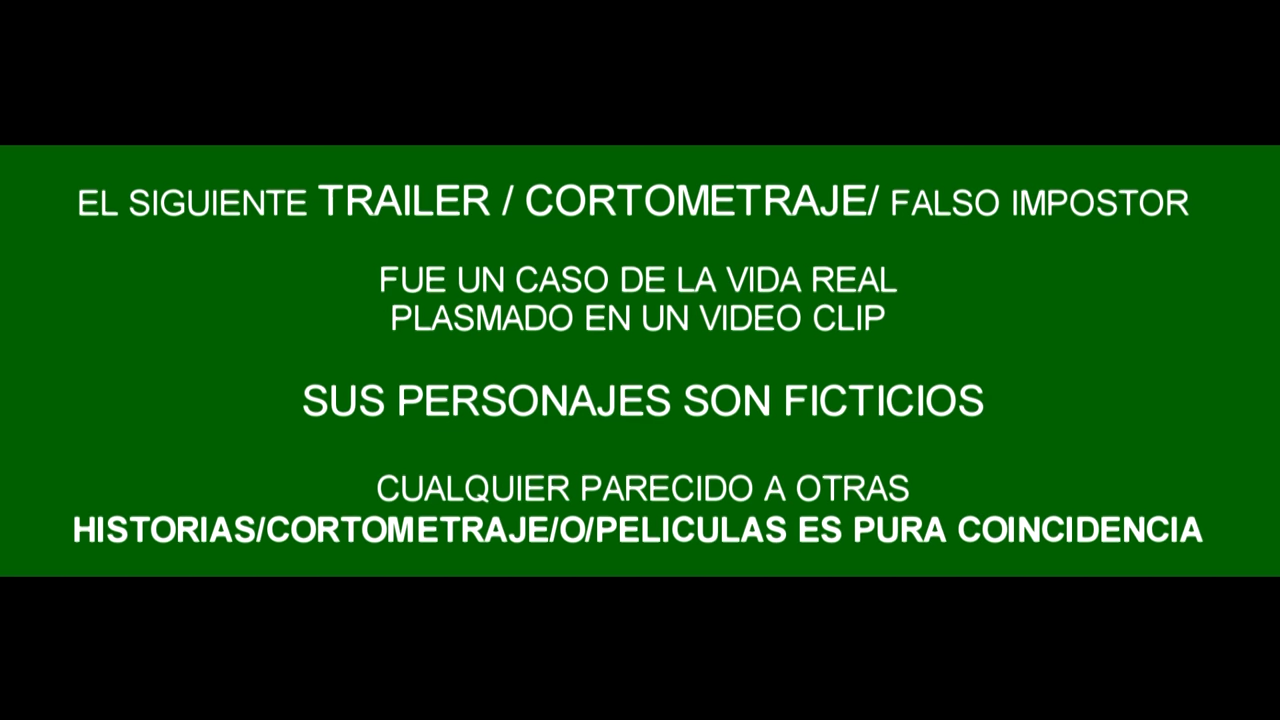 EL SIGUIENTE TRAILER / CORTOMETRAJE/ FALSO IMPOSTOR
FUE UN CASO DE LA VIDA REAL
PLASMADO EN UN VIDEO CLIP
SUS PERSONAJES SON FICTICIOS
CUALQUIER PARECIDO A OTRAS
HISTORIAS/CORTOMETRAJE/O/PELICULAS ES PURA COINCIDENCIA